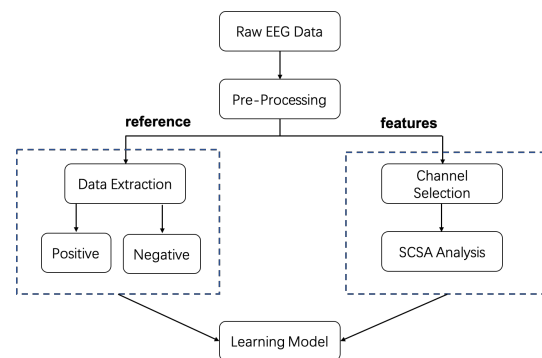 Raw EEG Data
Pre-Processing
reference
features
Data Extraction
Channel
Selection
Positive
Negative
SCSA Analysis
Learning Model